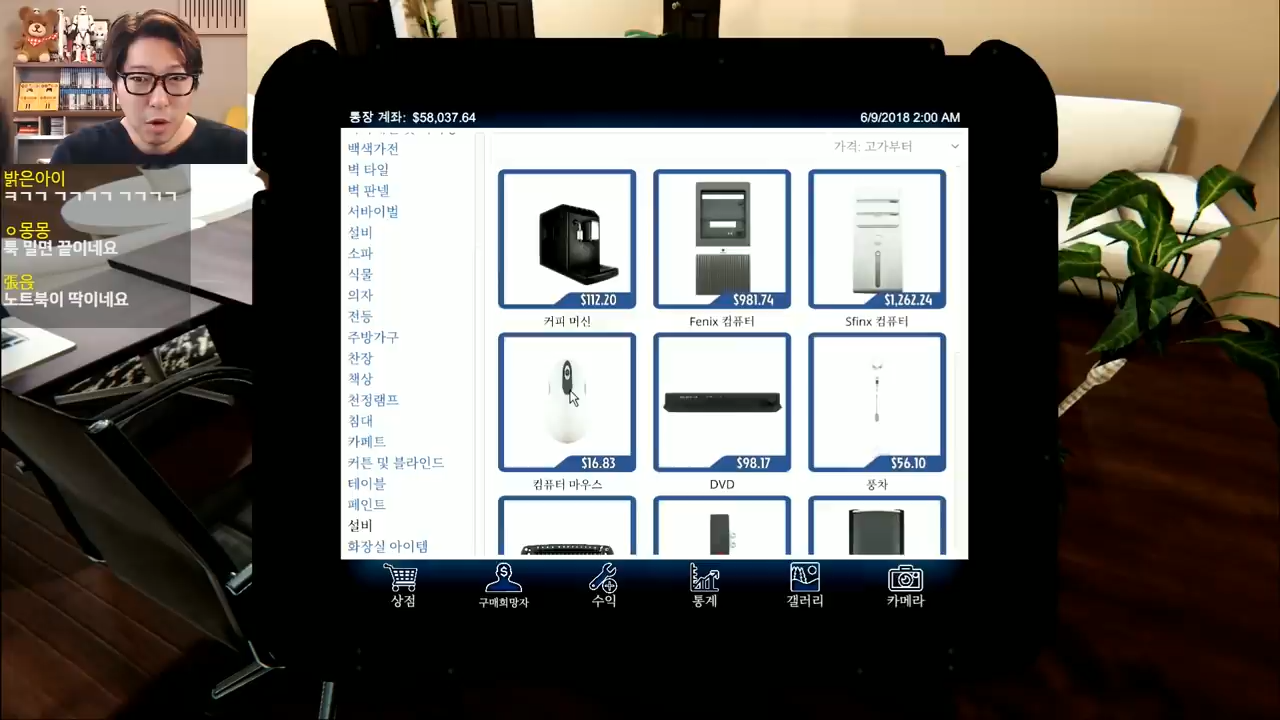 통장 계좌: $58,037.64
6/9/2018 2:00 AM
백색가전
벽 타일
벽 판넬
서바이벌
설비
소파
식물
의자
전등
주방가구
찬장
책상
천정램프
침대
카페트
커튼 및 블라인드
테이블
페인트
설비
화장실 아이템
가격: 고가부터
$112.20
$981.74
$1,262.24
커피 머신
Fenix 컴퓨터
Sfinx 컴퓨터
$16.83
$98.17
$56.10
컴퓨터 마우스
DVD
풍차
상점
구매희망자
수익
통계
갤러리
카메라
밝은아이
ㅋㄱㄱ ㄱㄱㄱㄱ ㄱㄱㄱㄱ
ㅇ몽몽
툭 밀면 끝이네요
張윥
노트북이 딱이네요